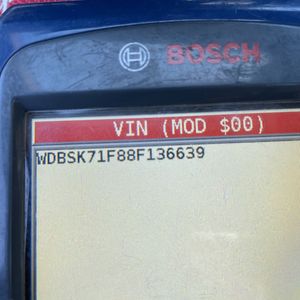 BOSCH
VIN (MOD $00)
WDBSK71F88F136639